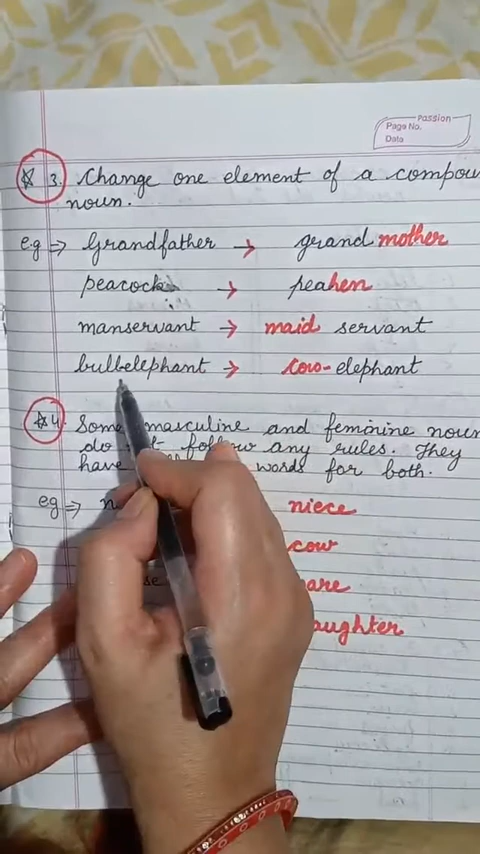 Passion
Page No.
Date
3. Change one element of a compou
noun.
e.g ⇒ Grandfather → grand mother
peacock → peahen
manservant → maid servant
bullelephant → cow-elephant
4. Some masculine and feminine noun
do follow any rules. They
have words for both.
eg ⇒ niece
cow